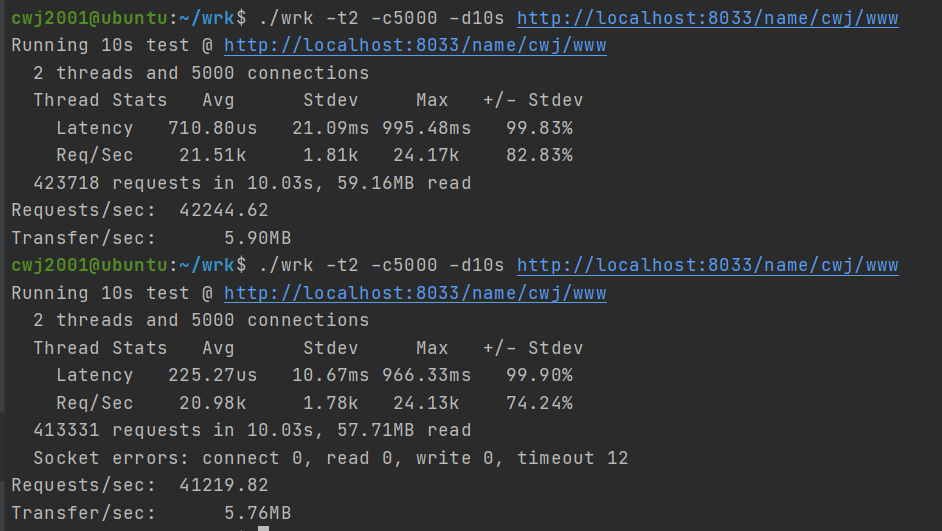 cwj2001@ubuntu:~/wrk$ ./wrk -t2 -c5000 -d10s http://localhost:8033/name/cwj/www
Running 10s test @ http://localhost:8033/name/cwj/www
  2 threads and 5000 connections
  Thread Stats   Avg      Stdev     Max   +/- Stdev
    Latency   710.80us   21.09ms 995.48ms   99.83%
    Req/Sec    21.51k     1.81k   24.17k    82.83%
  423718 requests in 10.03s, 59.16MB read
Requests/sec:  42244.62
Transfer/sec:      5.90MB
cwj2001@ubuntu:~/wrk$ ./wrk -t2 -c5000 -d10s http://localhost:8033/name/cwj/www
Running 10s test @ http://localhost:8033/name/cwj/www
  2 threads and 5000 connections
  Thread Stats   Avg      Stdev     Max   +/- Stdev
    Latency   225.27us   10.67ms 966.33ms   99.90%
    Req/Sec    20.98k     1.78k   24.13k    74.24%
  413331 requests in 10.03s, 57.71MB read
  Socket errors: connect 0, read 0, write 0, timeout 12
Requests/sec:  41219.82
Transfer/sec:      5.76MB